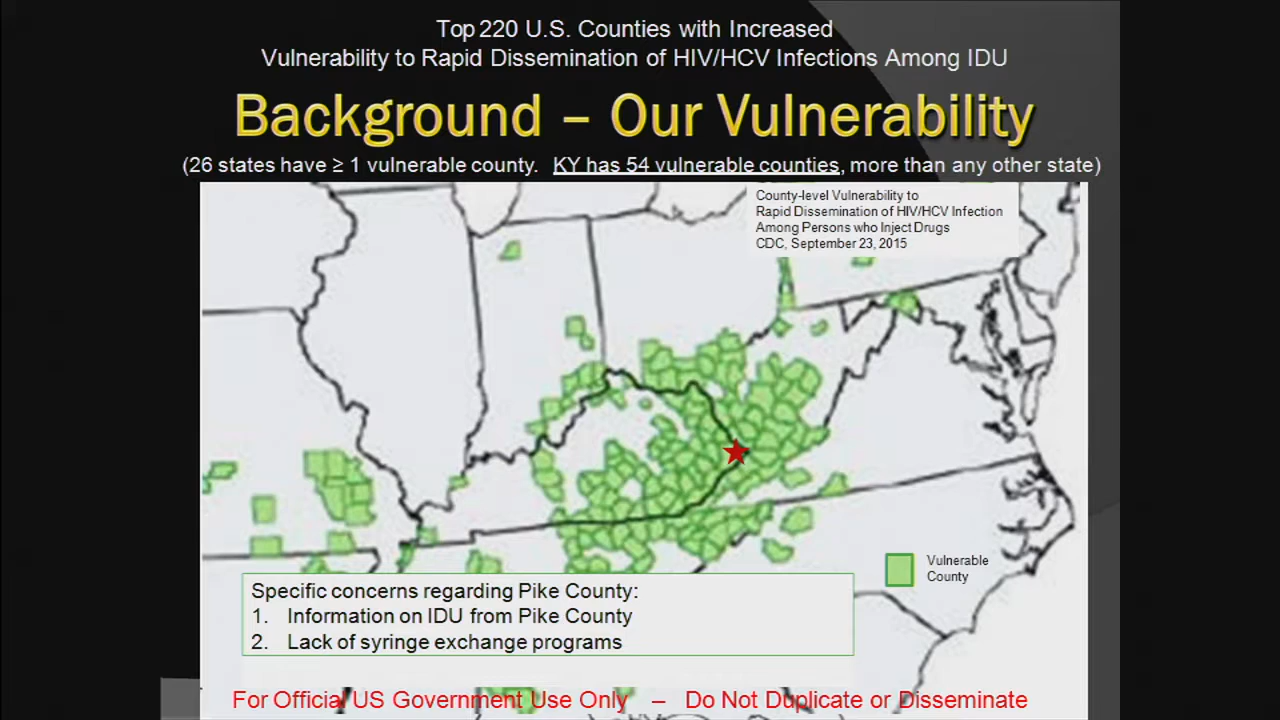 Top 220 U.S. Counties with Increased
Vulnerability to Rapid Dissemination of HIV/HCV Infections Among IDU
Background – Our Vulnerability
(26 states have ≥ 1 vulnerable county. KY has 54 vulnerable counties, more than any other state)
County-level Vulnerability to
Rapid Dissemination of HIV/HCV Infection
Among Persons who Inject Drugs
CDC, September 23, 2015
Vulnerable
County
Specific concerns regarding Pike County:
1. Information on IDU from Pike County
2. Lack of syringe exchange programs
For Official US Government Use Only – Do Not Duplicate or Disseminate